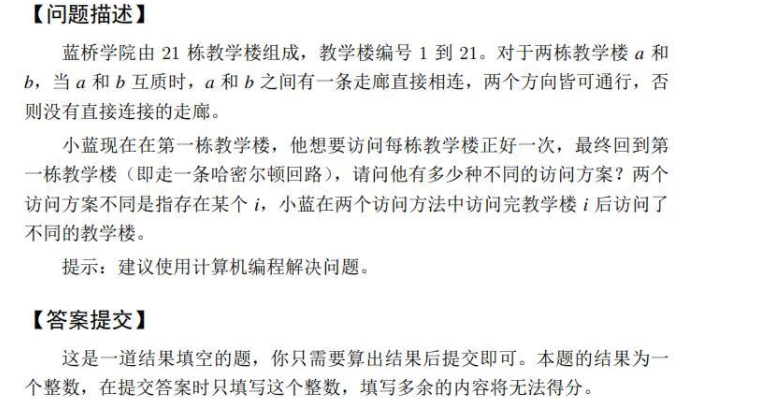 【问题描述】
蓝桥学院由 21 栋教学楼组成，教学楼编号 1 到 21。对于两栋教学楼 a 和
b，当 a 和 b 互质时，a 和 b 之间有一条走廊直接相连，两个方向皆可通行，否
则没有直接连接的走廊。
小蓝现在在第一栋教学楼，他想要访问每栋教学楼正好一次，最终回到第
一栋教学楼（即走一条哈密尔顿回路），请问他有多少种不同的访问方案？两个
访问方案不同是指存在某个 i，小蓝在两个访问方法中访问完教学楼 i 后访问了
不同的教学楼。
提示：建议使用计算机编程解决问题。
【答案提交】
这是一道结果填空的题，你只需要算出结果后提交即可。本题的结果为一
个整数，在提交答案时只填写这个整数，填写多余的内容将无法得分。